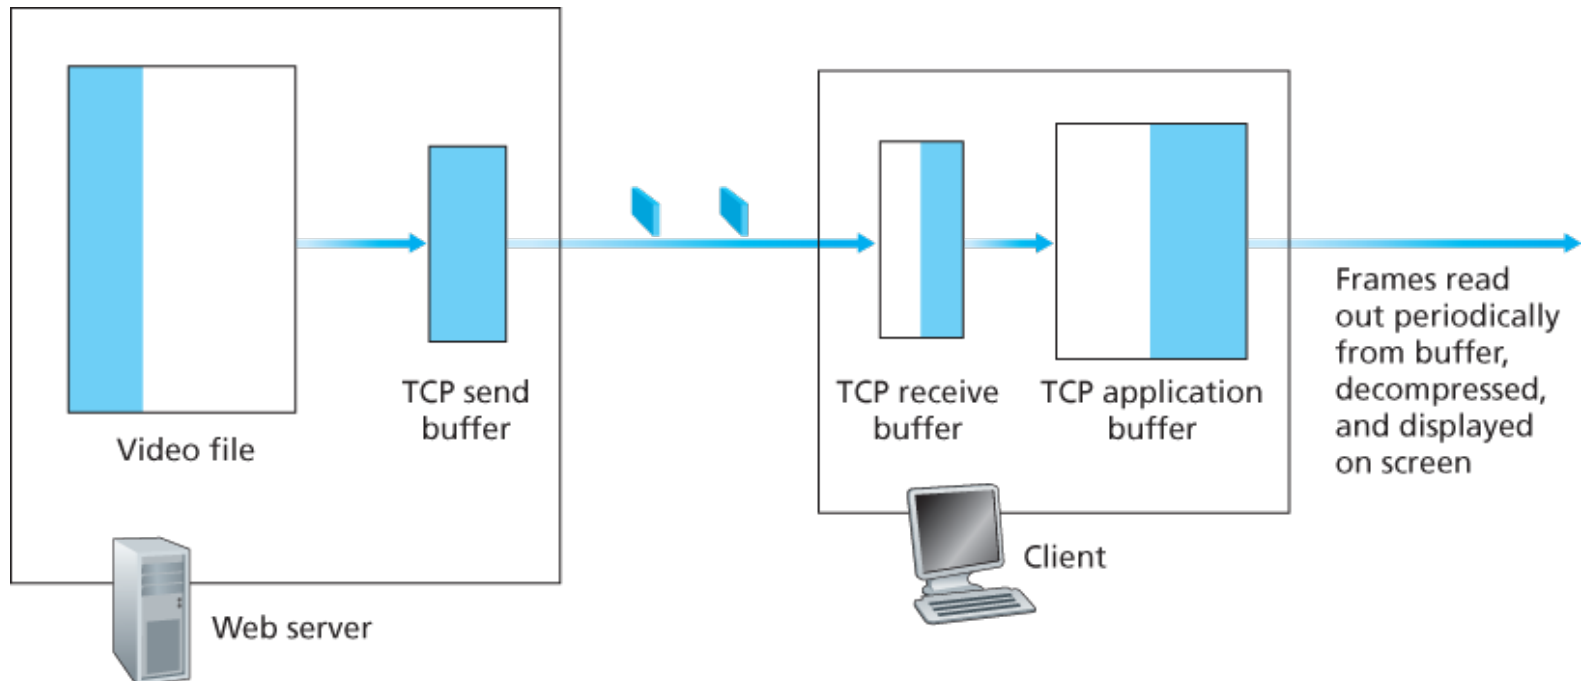 Video file
TCP send
buffer
Web server
TCP receive
buffer
TCP application
buffer
Client
Frames read
out periodically
from buffer,
decompressed,
and displayed
on screen